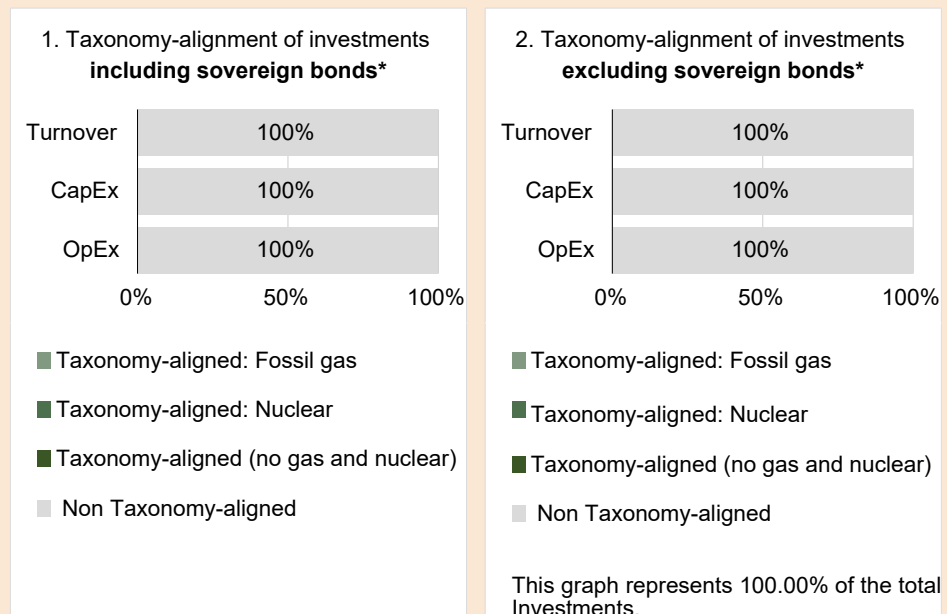 1. Taxonomy-alignment of investments
including sovereign bonds*
Turnover 100%
CapEx 100%
OpEx 100%
0% 50% 100%
Taxonomy-aligned: Fossil gas
Taxonomy-aligned: Nuclear
Taxonomy-aligned (no gas and nuclear)
Non Taxonomy-aligned
2. Taxonomy-alignment of investments
excluding sovereign bonds*
Turnover 100%
CapEx 100%
OpEx 100%
0% 50% 100%
Taxonomy-aligned: Fossil gas
Taxonomy-aligned: Nuclear
Taxonomy-aligned (no gas and nuclear)
Non Taxonomy-aligned
This graph represents 100.00% of the total
Investments.